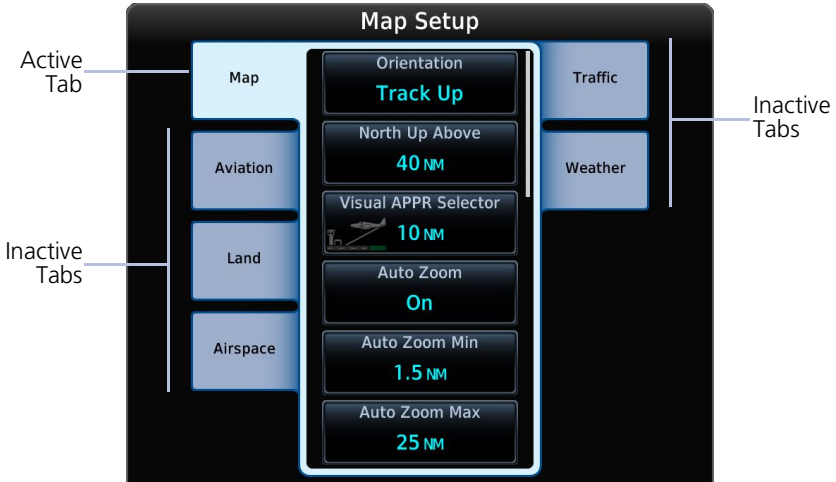 Map Setup
Active
Tab
Map
Aviation
Land
Airspace
Inactive
Tabs
Orientation
Track Up
North Up Above
40 NM
Visual APPR Selector
10 NM
Auto Zoom
On
Auto Zoom Min
1.5 NM
Auto Zoom Max
25 NM
Traffic
Weather
Inactive
Tabs